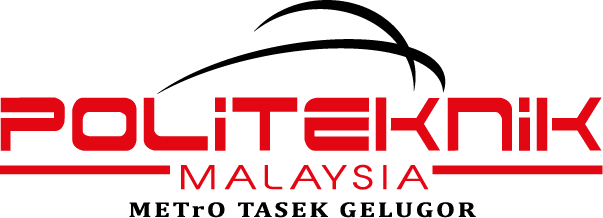 POLiTEKNiK
MALAYSIA
METrO TASEK GELUGOR